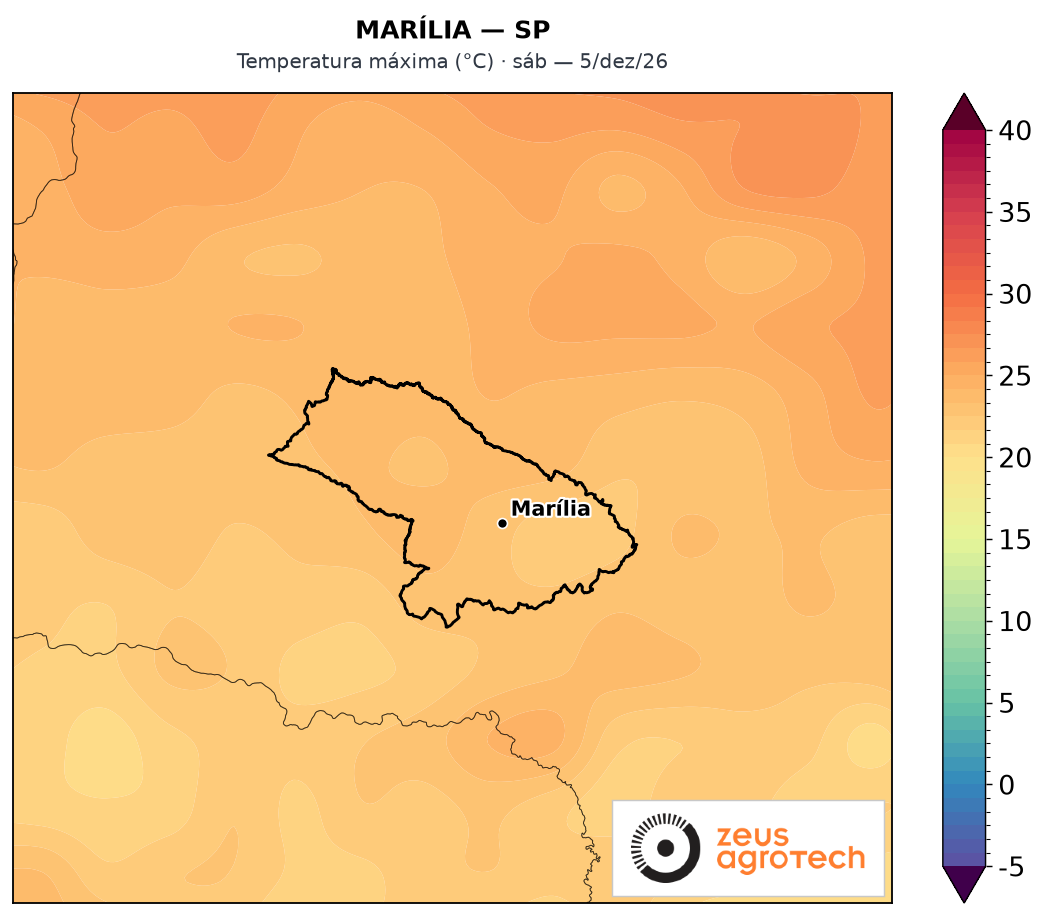 MARÍLIA — SP
Temperatura máxima (°C) · sáb — 5/dez/26
40
35
30
25
20
15
10
5
0
-5
Marília
zeus
agrotech